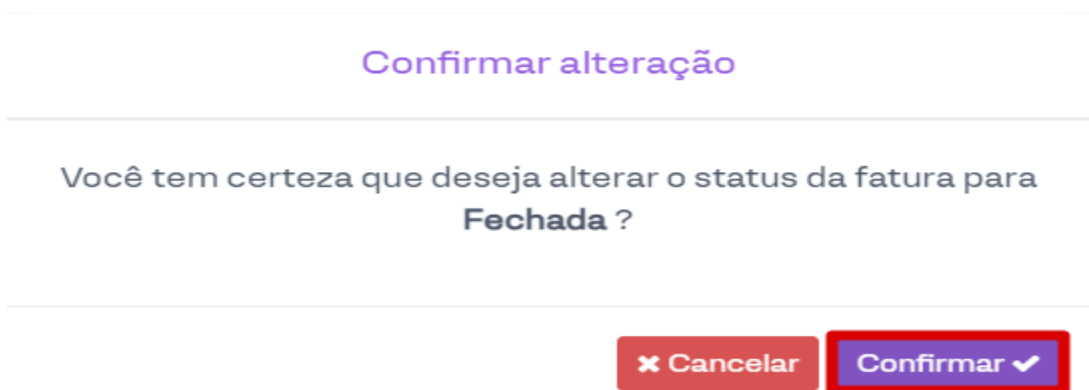 Confirmar alteração
Você tem certeza que deseja alterar o status da fatura para
Fechada ?
✖ Cancelar
Confirmar ✔